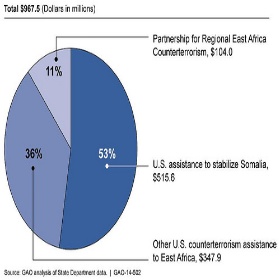 Total $967.5 (Dollars in millions)
Partnership for Regional East Africa
Counterterrorism, $104.0
11%
36%
53%
U.S. assistance to stabilize Somalia,
$515.6
Other U.S. counterterrorism assistance
to East Africa, $347.9
Source: GAO analysis of State Department data. | GAO-14-502